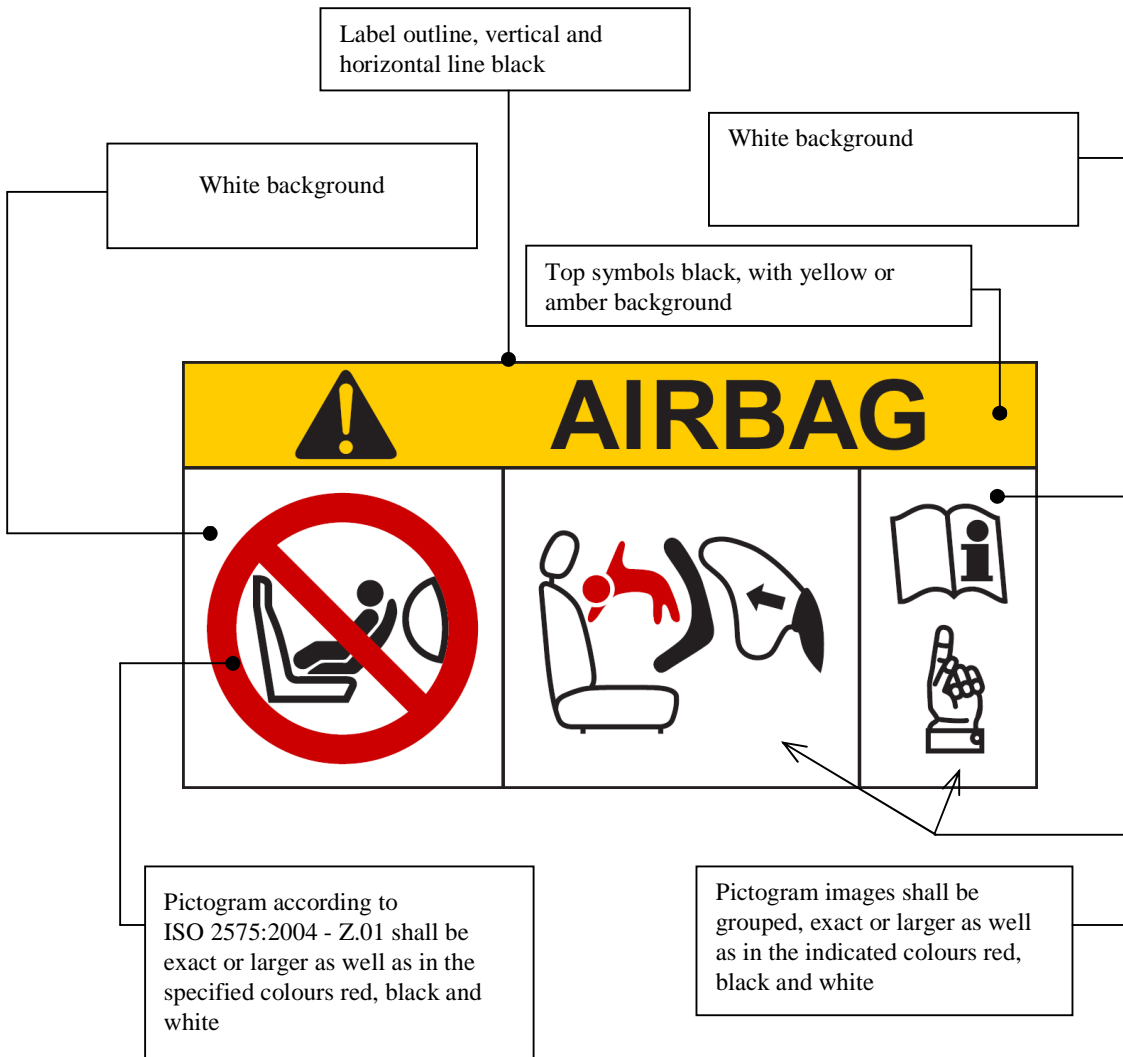 Label outline, vertical and
horizontal line black
White background
White background
Top symbols black, with yellow or
amber background
AIRBAG
Pictogram according to
ISO 2575:2004 - Z.01 shall be
exact or larger as well as in the
specified colours red, black and
white
Pictogram images shall be
grouped, exact or larger as well
as in the indicated colours red,
black and white